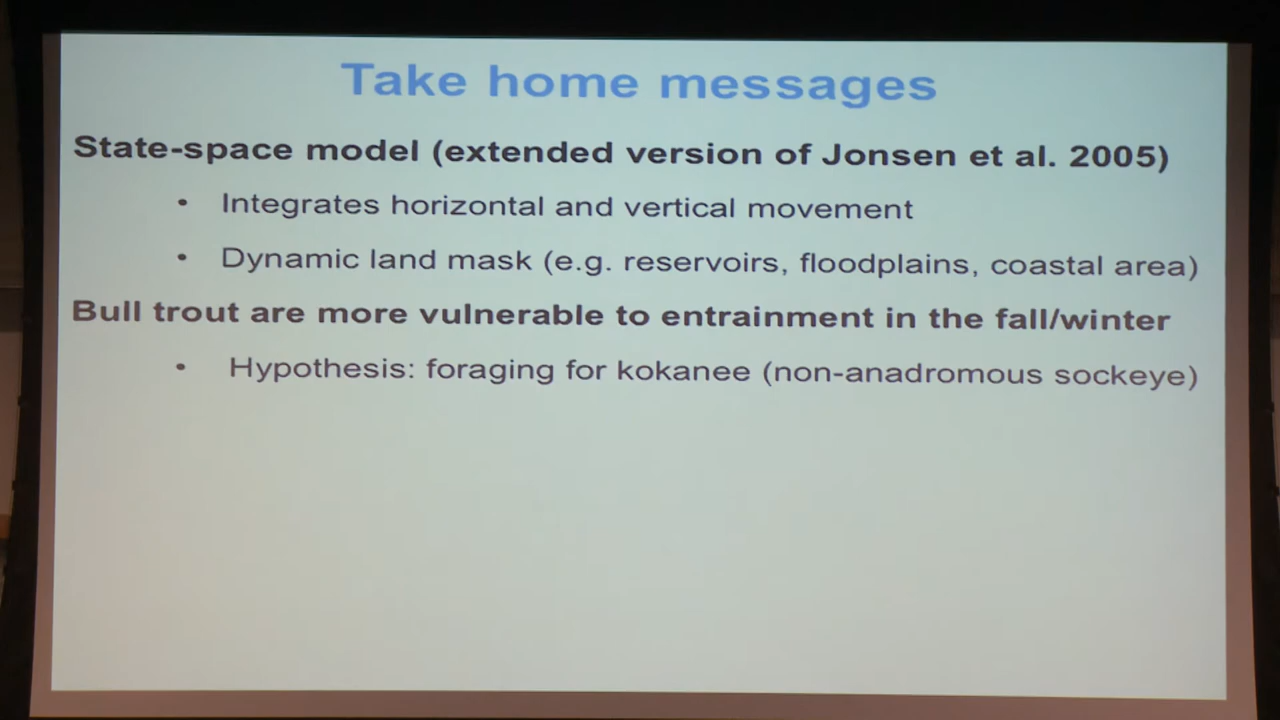 Take home messages
State-space model (extended version of Jonsen et al. 2005)
• Integrates horizontal and vertical movement
• Dynamic land mask (e.g. reservoirs, floodplains, coastal area)
Bull trout are more vulnerable to entrainment in the fall/winter
• Hypothesis: foraging for kokanee (non-anadromous sockeye)